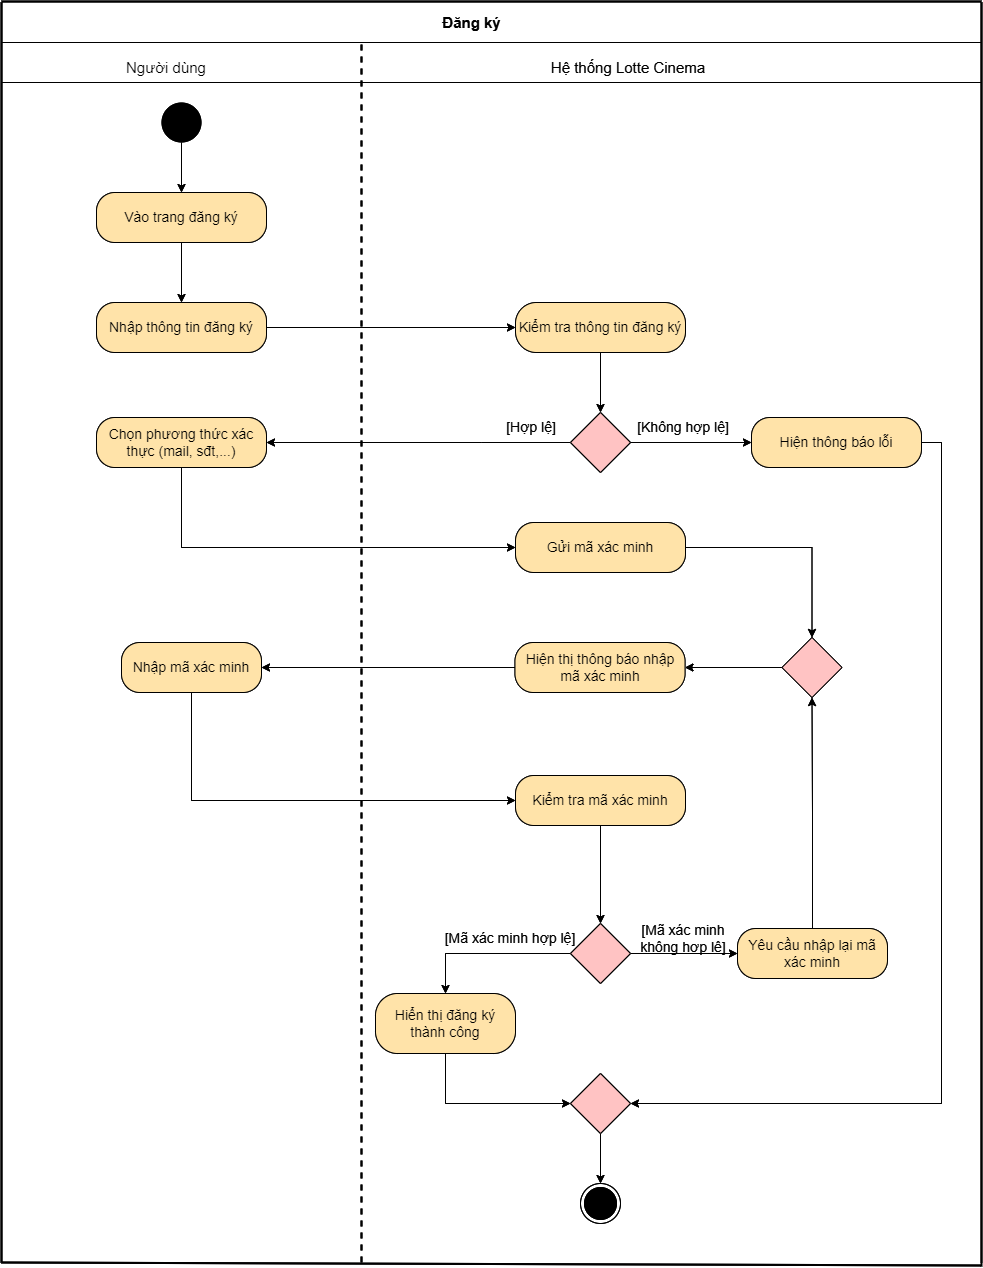 Đăng ký
Người dùng
Hệ thống Lotte Cinema
Vào trang đăng ký
Nhập thông tin đăng ký
Kiểm tra thông tin đăng ký
Chọn phương thức xác
thực (mail, sđt,...)
[Hợp lệ]
[Không hợp lệ]
Hiện thông báo lỗi
Gửi mã xác minh
Nhập mã xác minh
Hiện thị thông báo nhập
mã xác minh
Kiểm tra mã xác minh
[Mã xác minh hợp lệ]
[Mã xác minh
không hợp lệ]
Yêu cầu nhập lại mã
xác minh
Hiển thị đăng ký
thành công